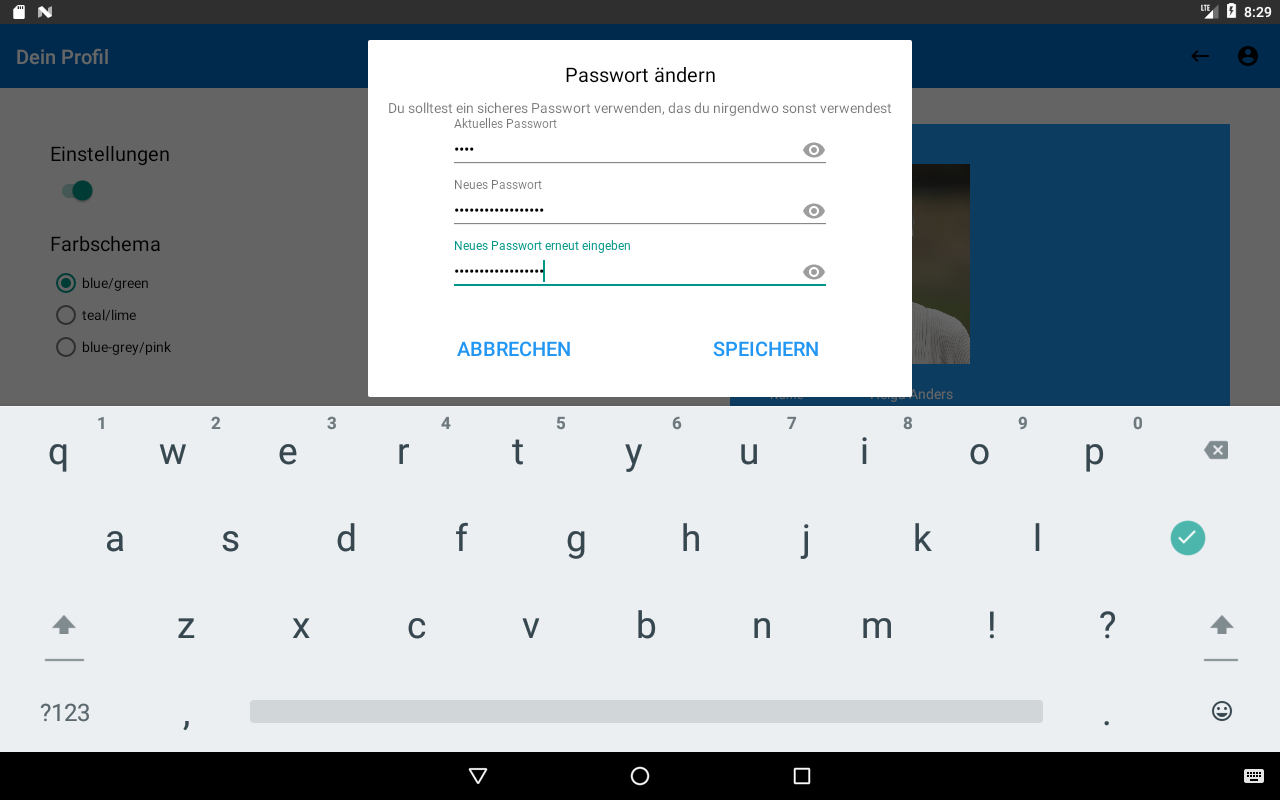 LTE 8:29
Dein Profil
Passwort ändern
Du solltest ein sicheres Passwort verwenden, das du nirgendwo sonst verwendest
Aktuelles Passwort
••••
Einstellungen
Neues Passwort
••••••••••••••••••
Farbschema
Neues Passwort erneut eingeben
••••••••••••••••••
blue/green
teal/lime
blue-grey/pink
ABBRECHEN SPEICHERN
Anders
1 2 3 4 5 6 7 8 9 0
q w e r t y u i o p
a s d f g h j k l
z x c v b n m ! ?
?123 , .